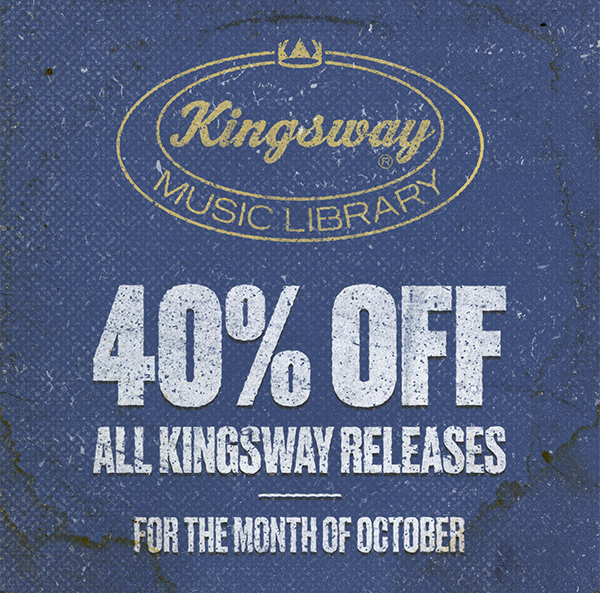 Kingsway
®
MUSIC LIBRARY
40% OFF
ALL KINGSWAY RELEASES
FOR THE MONTH OF OCTOBER